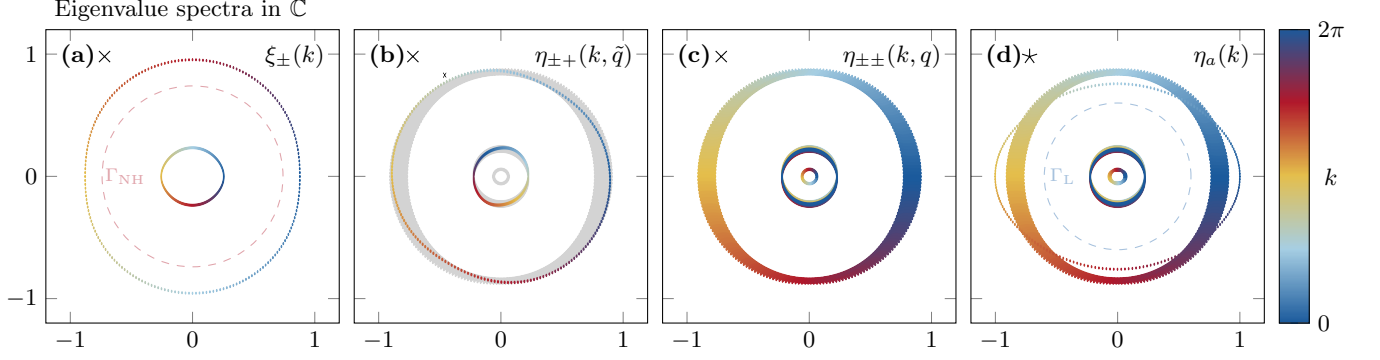 Eigenvalue spectra in ℂ
(a)× ξ±(k)
(b)× η±+(k, q̃)
(c)× η±±(k, q)
(d)⋆ ηa(k)
1
0
−1
Γ_NH
x
Γ_L
−1 0 1
−1 0 1
−1 0 1
−1 0 1
2π
k
0